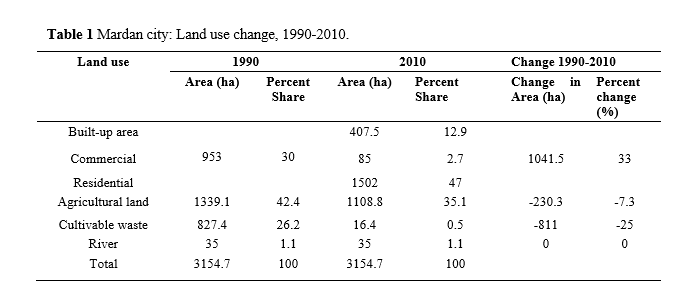 Table 1 Mardan city: Land use change, 1990-2010.
Land use 1990 2010 Change 1990-2010
Area (ha) Percent Share Area (ha) Percent Share Change in Area (ha) Percent change (%)
Built-up area 407.5 12.9
Commercial 953 30 85 2.7 1041.5 33
Residential 1502 47
Agricultural land 1339.1 42.4 1108.8 35.1 -230.3 -7.3
Cultivable waste 827.4 26.2 16.4 0.5 -811 -25
River 35 1.1 35 1.1 0 0
Total 3154.7 100 3154.7 100